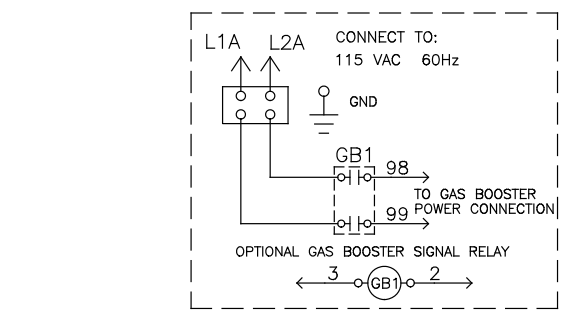 L1A L2A CONNECT TO:
115 VAC 60Hz
GND
GB1
98
TO GAS BOOSTER
POWER CONNECTION
99
OPTIONAL GAS BOOSTER SIGNAL RELAY
3 GB1 2